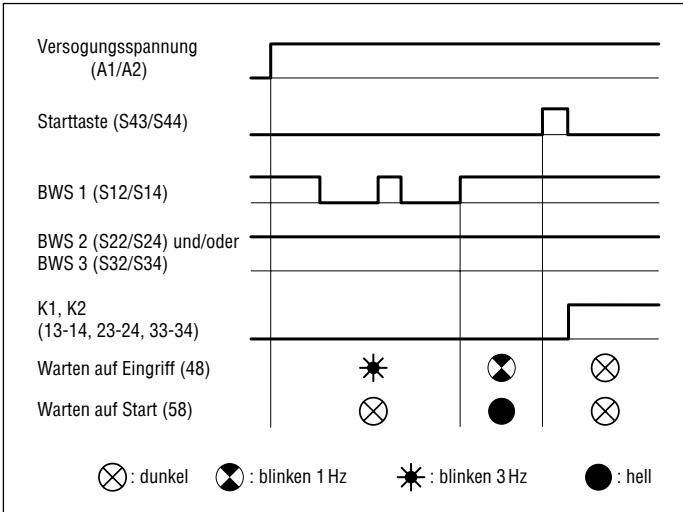 Versogungsspannung
(A1/A2)
Starttaste (S43/S44)
BWS 1 (S12/S14)
BWS 2 (S22/S24) und/oder
BWS 3 (S32/S34)
K1, K2
(13-14, 23-24, 33-34)
Warten auf Eingriff (48)
Warten auf Start (58)
: dunkel : blinken 1 Hz : blinken 3 Hz : hell